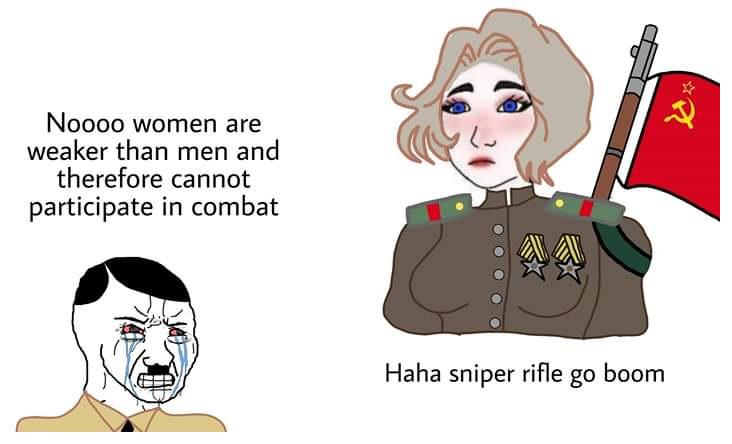 Noooo women are
weaker than men and
therefore cannot
participate in combat
Haha sniper rifle go boom